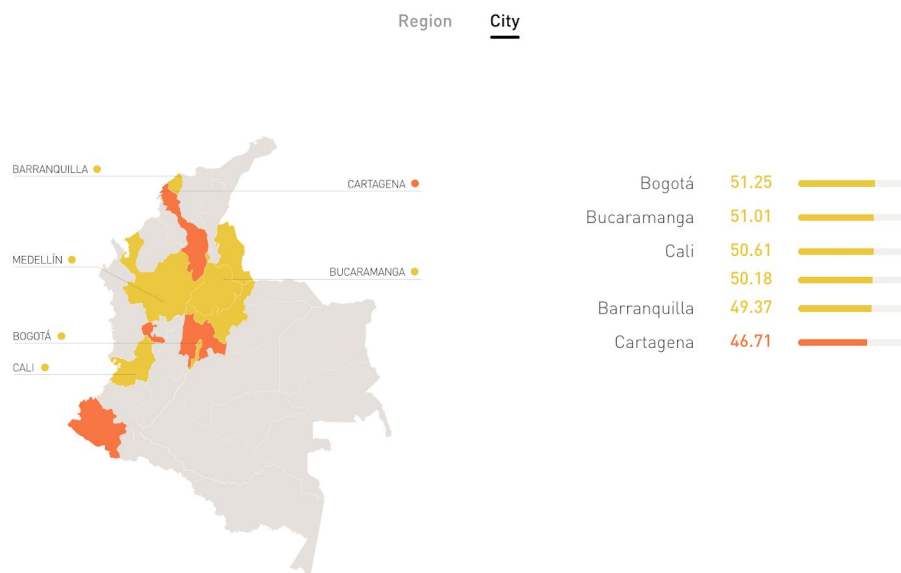 Region City
BARRANQUILLA
CARTAGENA
MEDELLÍN
BUCARAMANGA
BOGOTÁ
CALI
Bogotá 51.25
Bucaramanga 51.01
Cali 50.61
50.18
Barranquilla 49.37
Cartagena 46.71